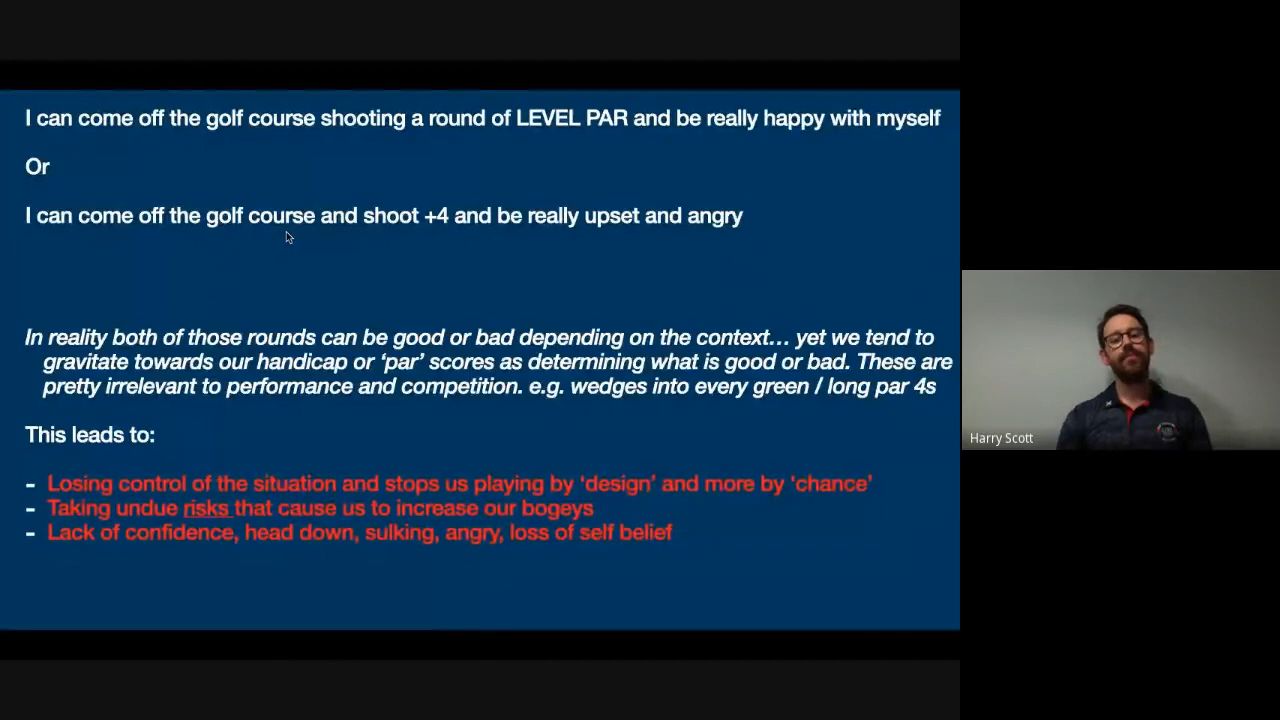 I can come off the golf course shooting a round of LEVEL PAR and be really happy with myself
Or
I can come off the golf course and shoot +4 and be really upset and angry
In reality both of those rounds can be good or bad depending on the context… yet we tend to
gravitate towards our handicap or ‘par’ scores as determining what is good or bad. These are
pretty irrelevant to performance and competition. e.g. wedges into every green / long par 4s
This leads to:
- Losing control of the situation and stops us playing by ‘design’ and more by ‘chance’
- Taking undue risks that cause us to increase our bogeys
- Lack of confidence, head down, sulking, angry, loss of self belief
Harry Scott